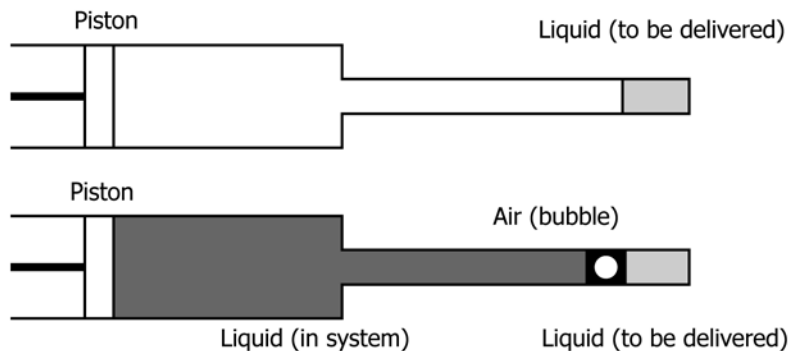 Piston
Liquid (to be delivered)
Piston
Air (bubble)
Liquid (in system)
Liquid (to be delivered)